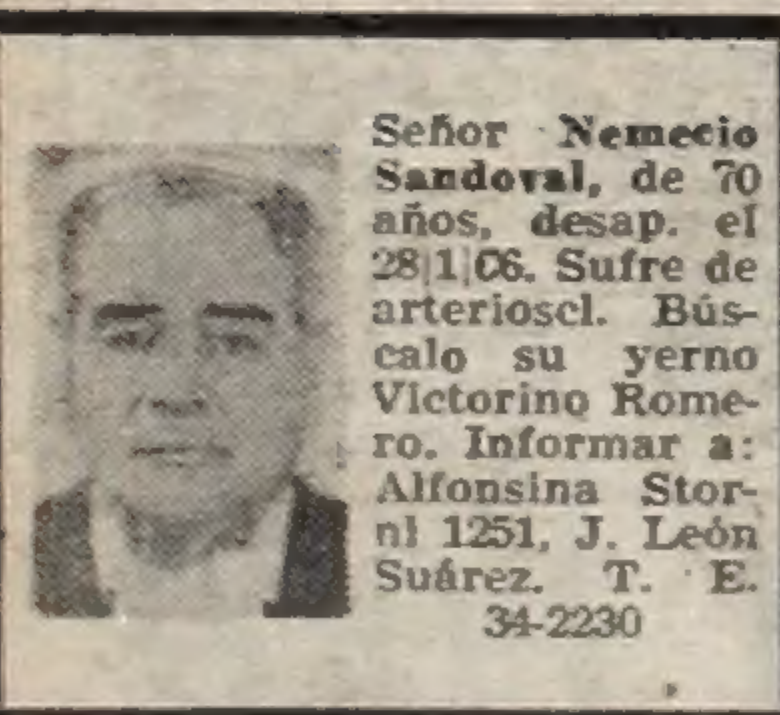 Señor Nemecio
Sandoval, de 70
años, desap. el
28|1|06. Sufre de
arterioscl. Bús-
calo su yerno
Victorino Rome-
ro. Informar a:
Alfonsina Stor-
ni 1251, J. León
Suárez. T. E.
34-2230